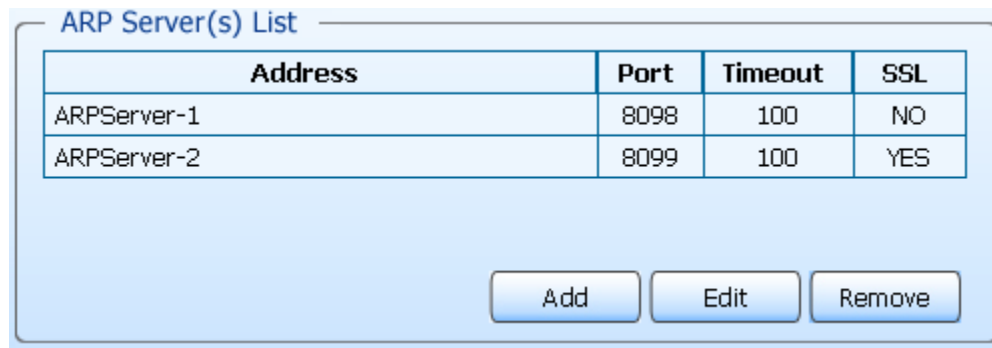 ARP Server(s) List
Address Port Timeout SSL
ARPServer-1 8098 100 NO
ARPServer-2 8099 100 YES
Add Edit Remove